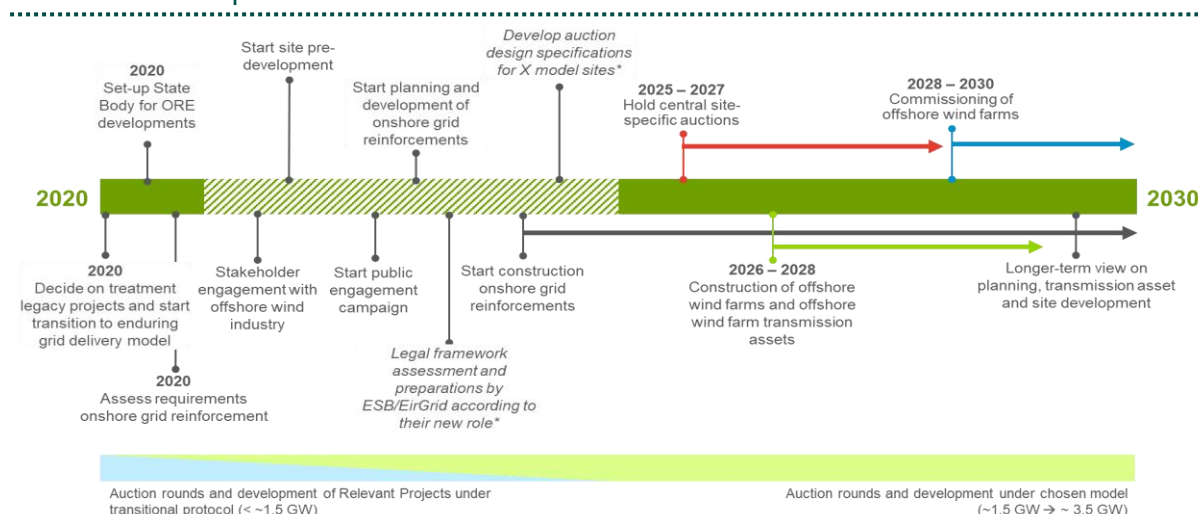 2020
Set-up State
Body for ORE
developments
Start site pre-
development
Start planning and
development of
onshore grid
reinforcements
Develop auction
design specifications
for X model sites*
2025 – 2027
Hold central site-
specific auctions
2028 – 2030
Commissioning of
offshore wind farms
2020
2030
2020
Decide on treatment
legacy projects and start
transition to enduring
grid delivery model
2020
Assess requirements
onshore grid reinforcement
Stakeholder
engagement with
offshore wind
industry
Start public
engagement
campaign
Legal framework
assessment and
preparations by
ESB/EirGrid according to
their new role*
Start construction
onshore grid
reinforcements
2026 – 2028
Construction of offshore
wind farms and offshore
wind farm transmission
assets
Longer-term view on
planning, transmission asset
and site development
Auction rounds and development of Relevant Projects under
transitional protocol (< ~1.5 GW)
Auction rounds and development under chosen model
(~1.5 GW → ~ 3.5 GW)